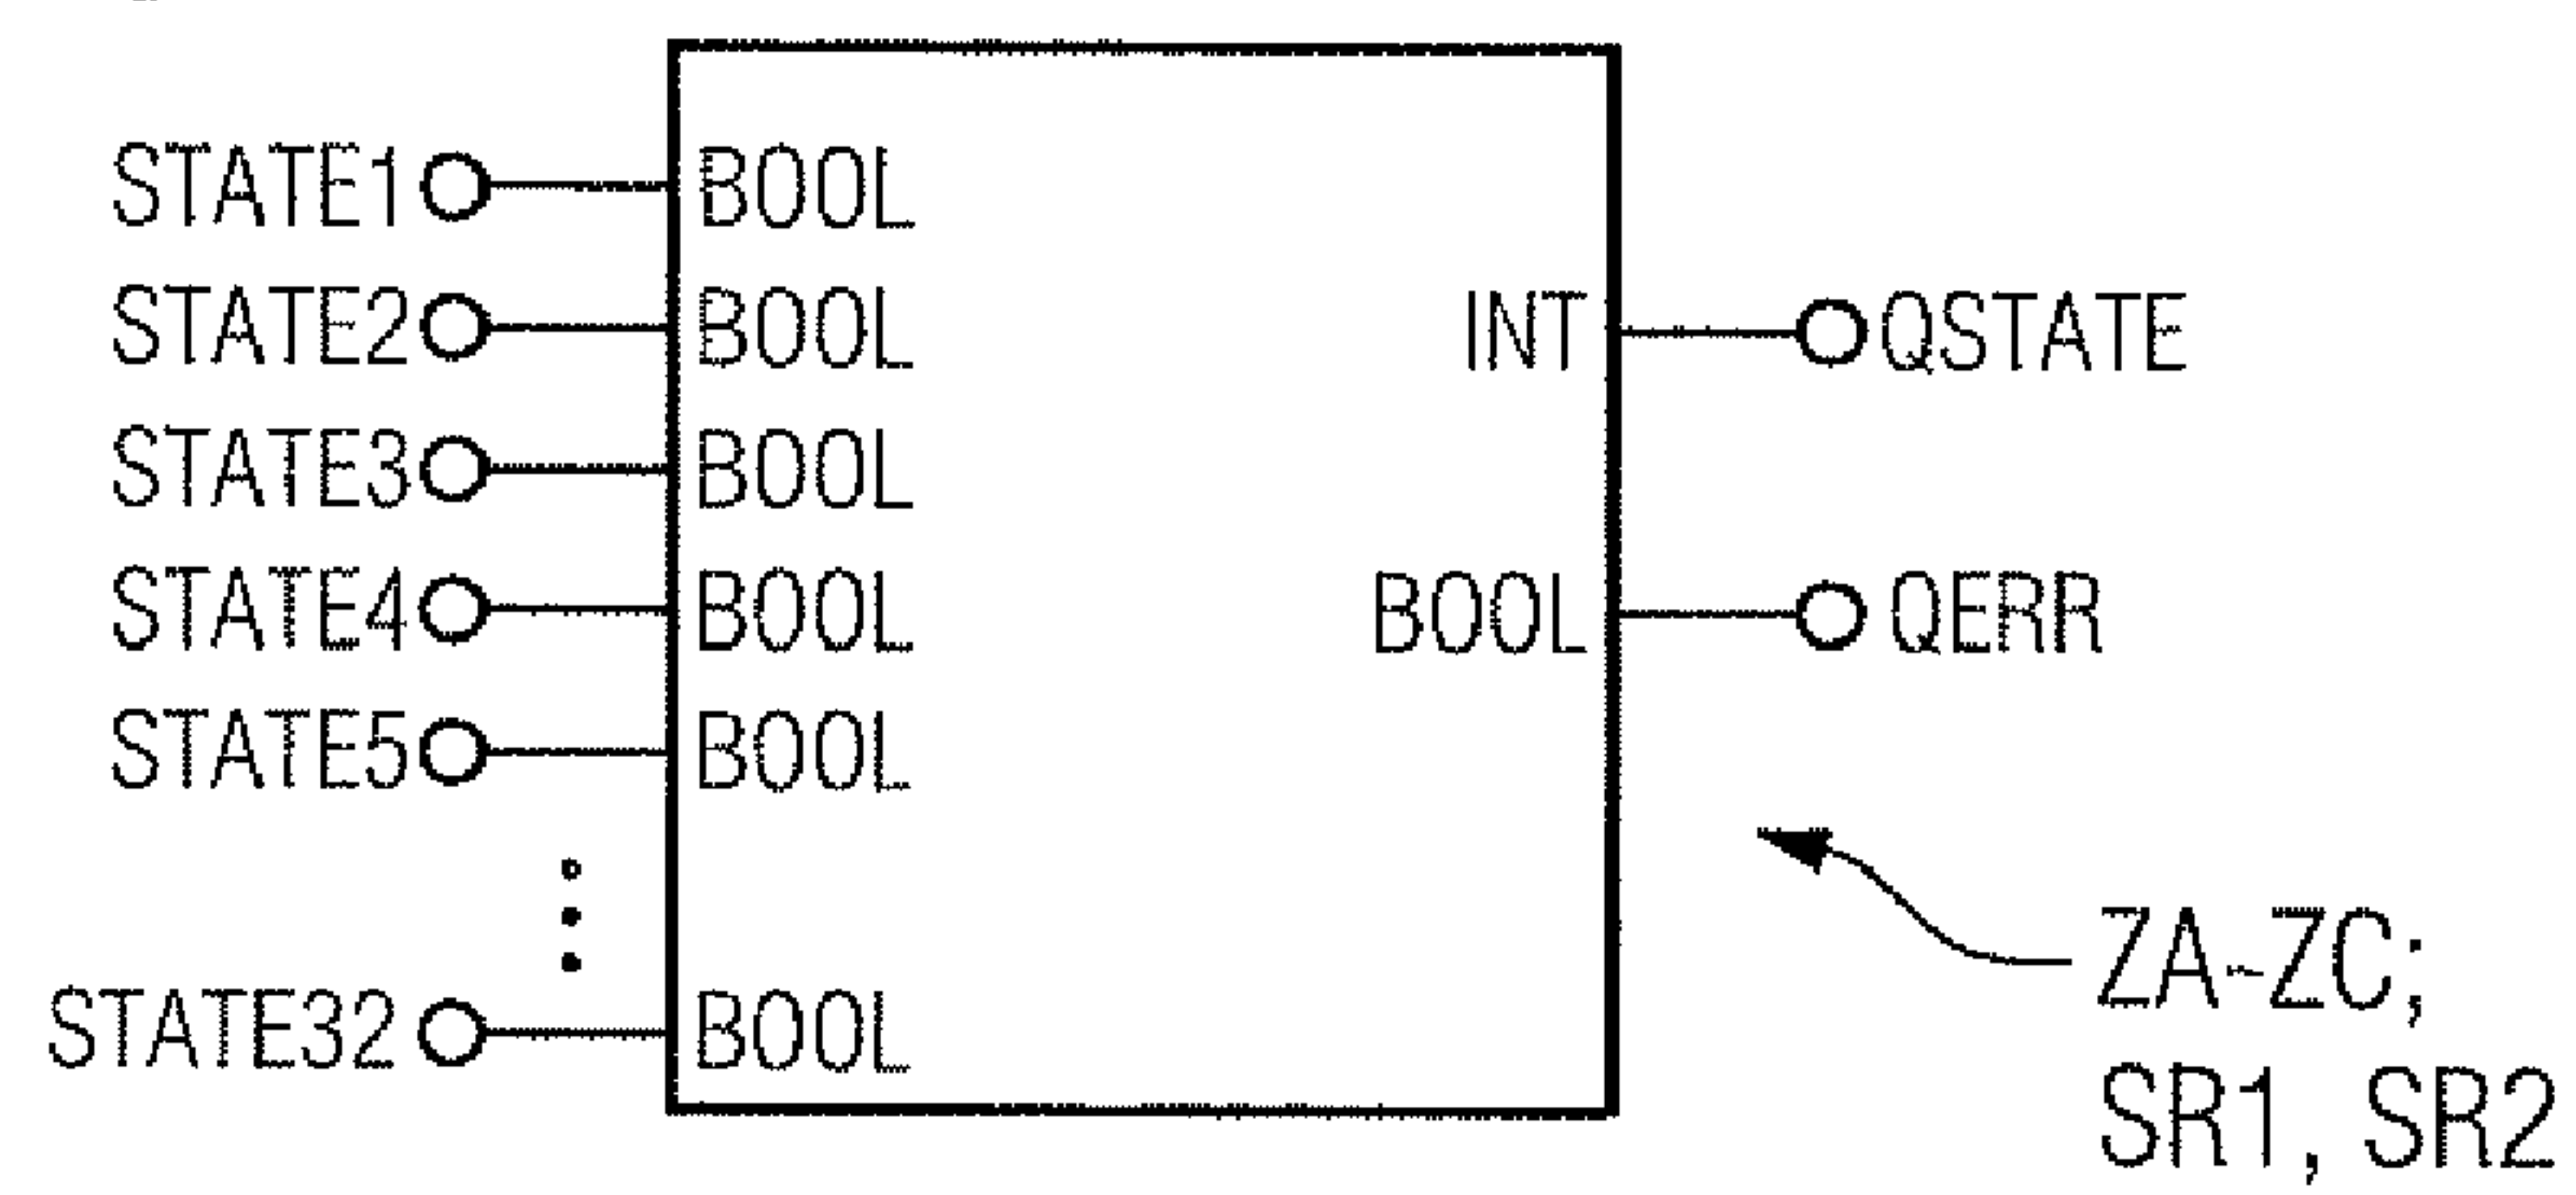 STATE1 BOOL
STATE2 BOOL
INT QSTATE
STATE3 BOOL
STATE4 BOOL
BOOL QERR
STATE5 BOOL
STATE32 BOOL
ZA-ZC;
SR1, SR2